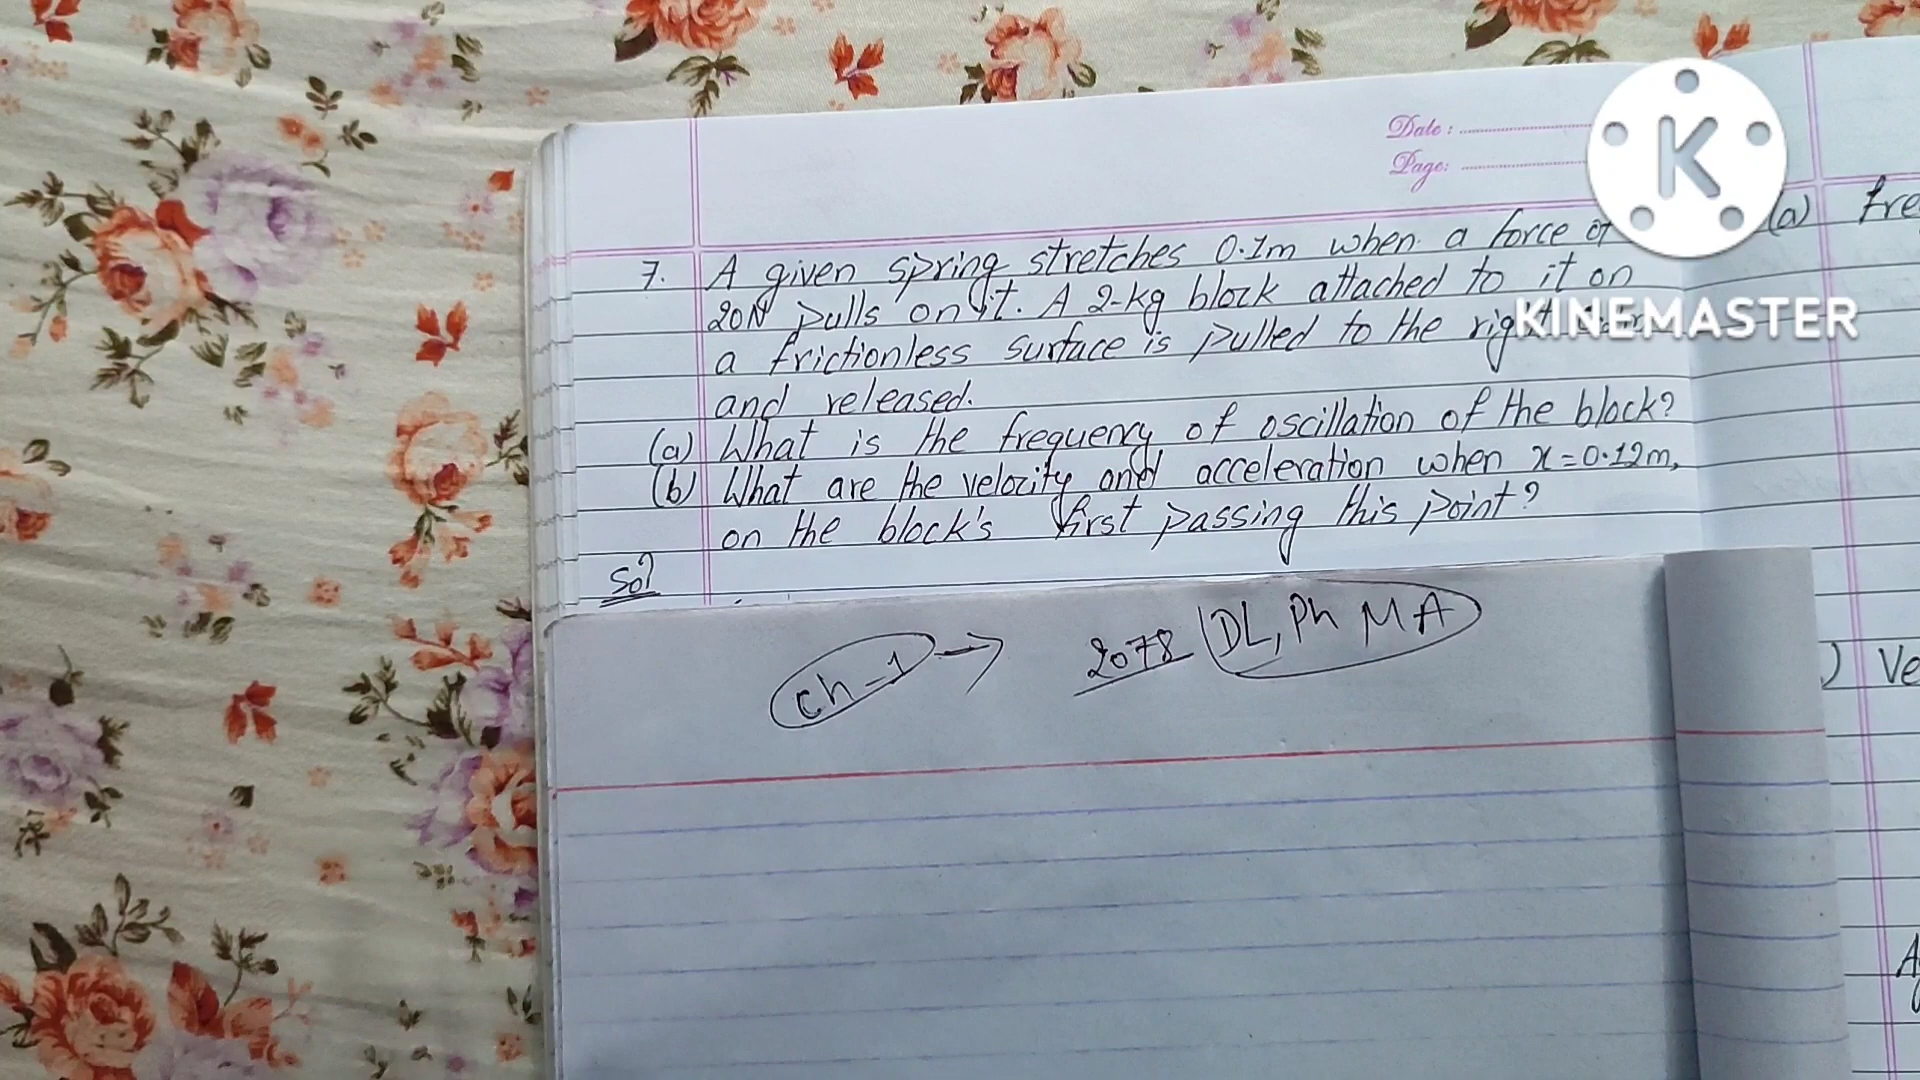 Date :
Page:
7. A given spring stretches 0.1m when a force of
20N pulls on it. A 2-kg block attached to it on
a frictionless surface is pulled to the right
and released.
(a) What is the frequency of oscillation of the block?
(b) What are the velocity and acceleration when x=0.12m,
on the block's first passing this point?
Soln
Ch-1 → 2078 (DL, Ph MA)
K
KINEMASTER
(a) Fre
) Ve